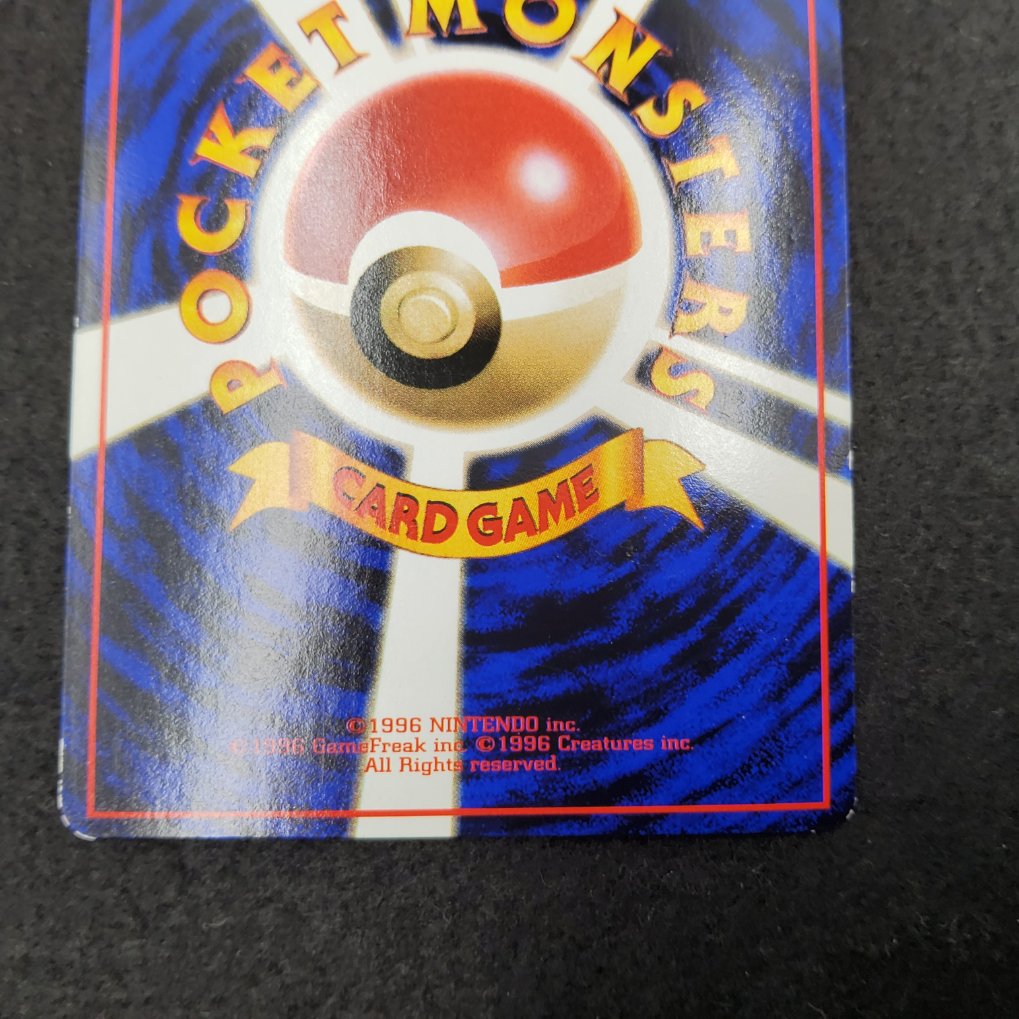 POCKET MONSTERS
CARD GAME
©1996 NINTENDO inc.
©1996 GameFreak inc. ©1996 Creatures inc.
All Rights reserved.